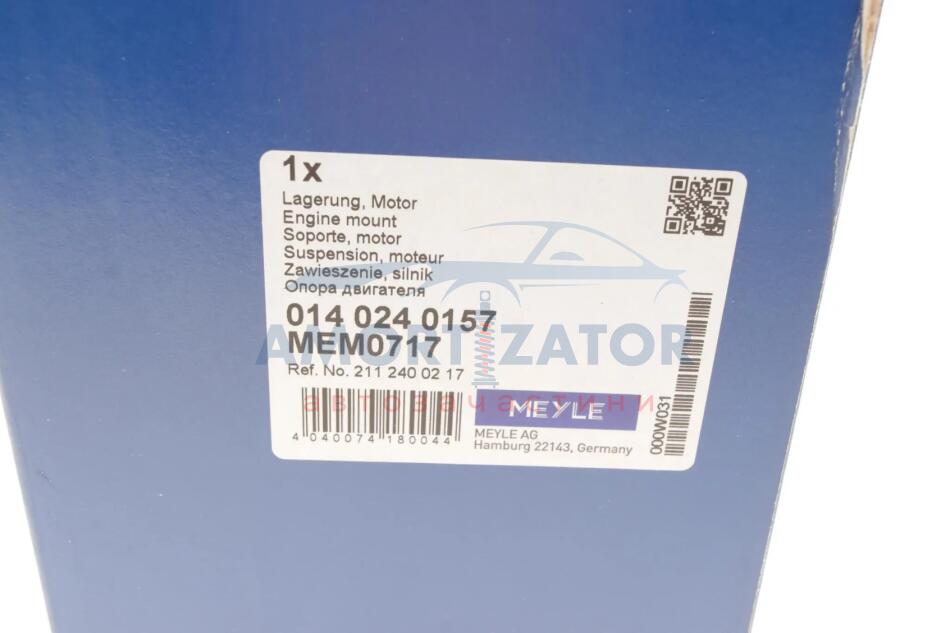 1x
Lagerung, Motor
Engine mount
Soporte, motor
Suspension, moteur
Zawieszenie, silnik
Опора двигателя
014 024 0157
MEM0717
Ref. No. 211 240 02 17
4 040074 180044
MEYLE
MEYLE AG
Hamburg 22143, Germany
000W031
AMORTIZATOR
автозапчастини